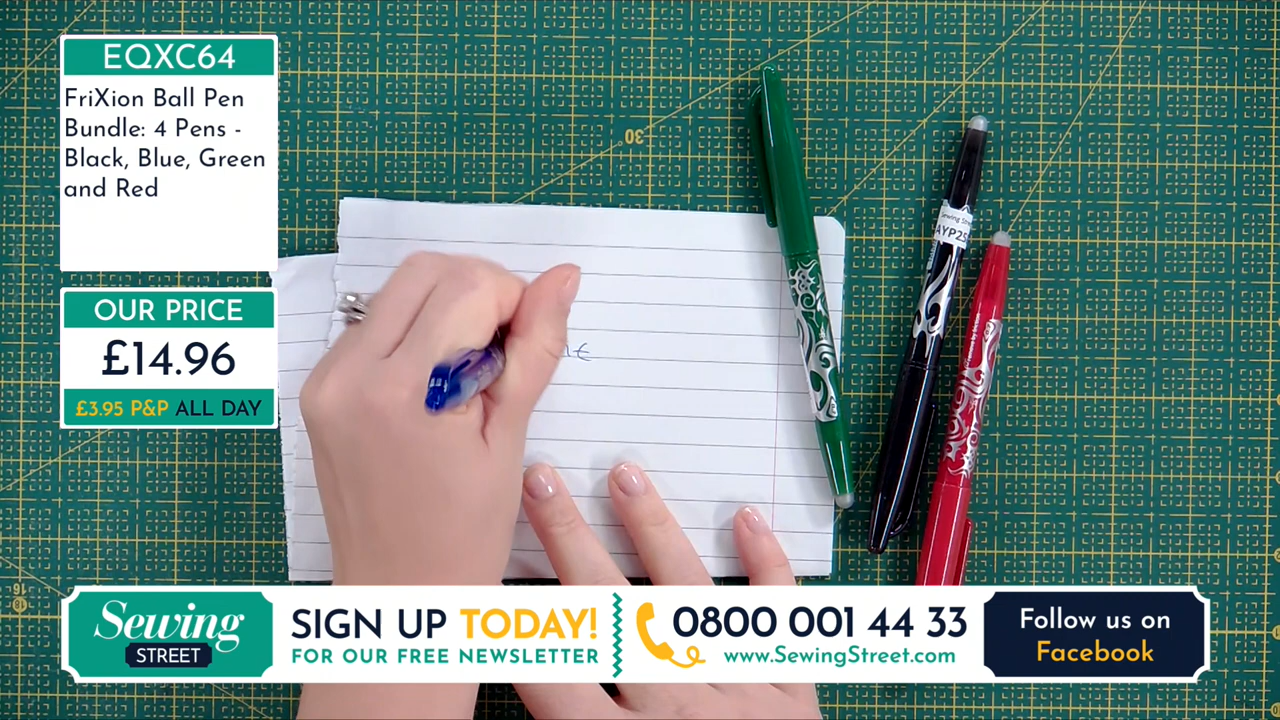 EQXC64
FriXion Ball Pen
Bundle: 4 Pens -
Black, Blue, Green
and Red
OUR PRICE
£14.96
£3.95 P&P ALL DAY
30
Sewing Street
Sewing
STREET
SIGN UP TODAY!
FOR OUR FREE NEWSLETTER
0800 001 44 33
www.SewingStreet.com
Follow us on
Facebook